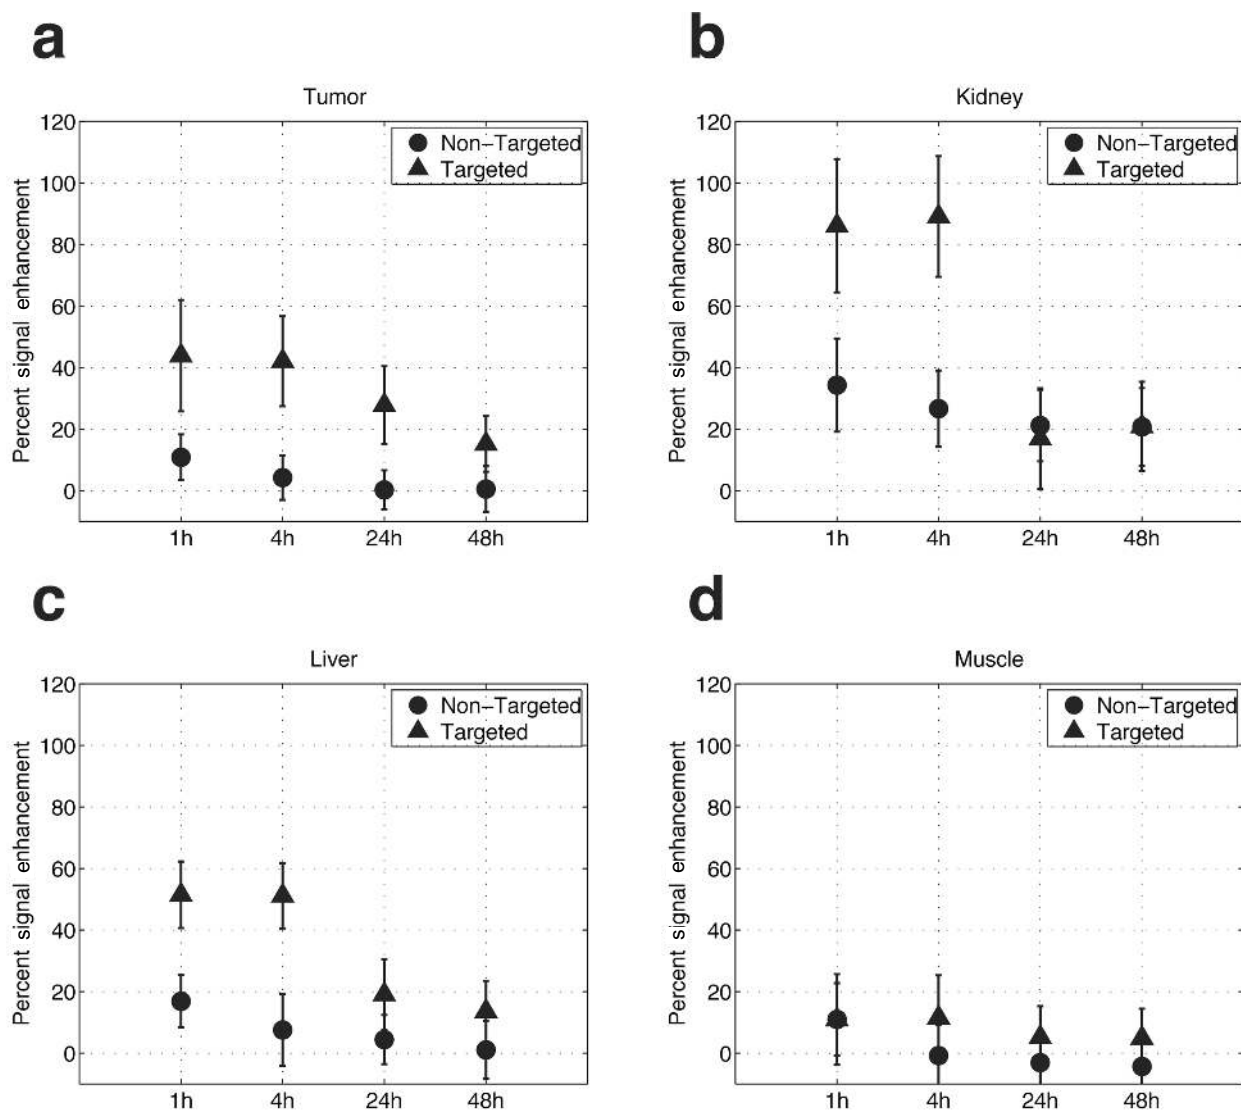 a
Tumor
Percent signal enhancement
120
100
80
60
40
20
0
Non-Targeted
Targeted
1h 4h 24h 48h
b
Kidney
Percent signal enhancement
120
100
80
60
40
20
0
Non-Targeted
Targeted
1h 4h 24h 48h
c
Liver
Percent signal enhancement
120
100
80
60
40
20
0
Non-Targeted
Targeted
1h 4h 24h 48h
d
Muscle
Percent signal enhancement
120
100
80
60
40
20
0
Non-Targeted
Targeted
1h 4h 24h 48h